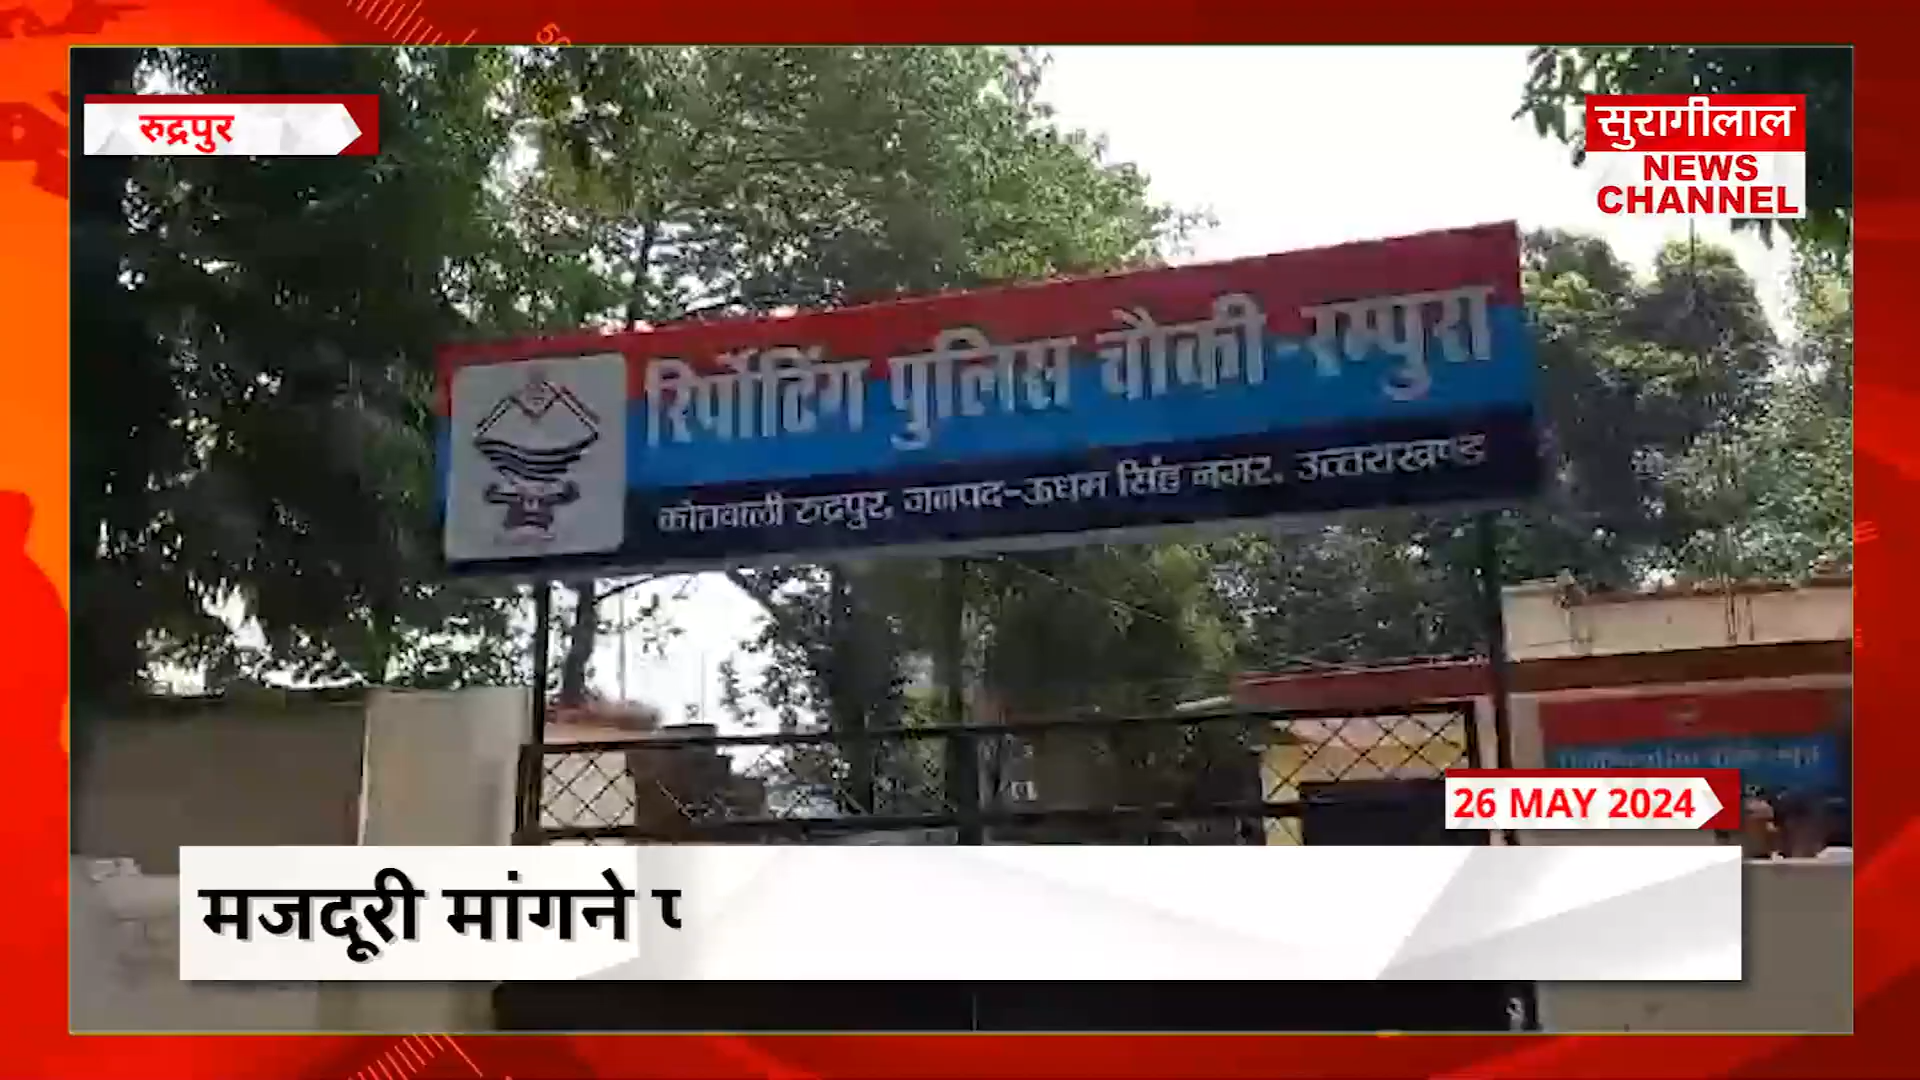 रुद्रपुर
सुरागीलाल
NEWS
CHANNEL
रिर्पोटिंग पुलिस चौकी-रम्पुरा
कोतवाली रुद्रपुर, जनपद-ऊधम सिंह नगर, उत्तराखण्ड
26 MAY 2024
मजदूरी मांगने